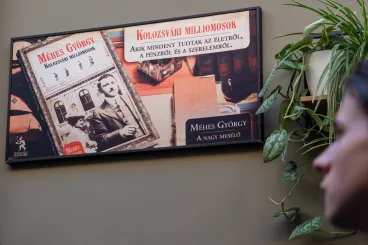 MÉHES GYÖRGY
KOLOZSVÁRI MILLIOMOSOK
KOLOZSVÁRI MILLIOMOSOK
AKIK MINDENT TUDTAK AZ ÉLETRŐL,
A PÉNZRŐL ÉS A SZERELEMRŐL.
MÉHES GYÖRGY
A NAGY MESÉLŐ